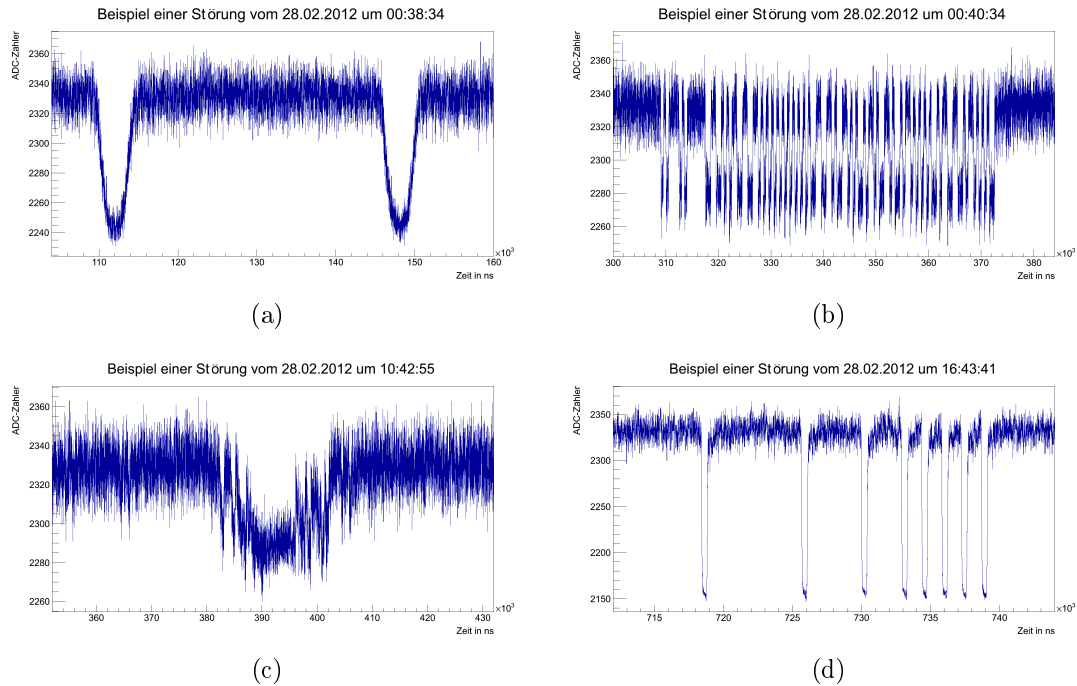 Beispiel einer Störung vom 28.02.2012 um 00:38:34
ADC-Zähler
2360
2340
2320
2300
2280
2260
2240
110 120 130 140 150 160
×10³
Zeit in ns
(a)
Beispiel einer Störung vom 28.02.2012 um 00:40:34
ADC-Zähler
2360
2340
2320
2300
2280
2260
300 310 320 330 340 350 360 370 380
×10³
Zeit in ns
(b)
Beispiel einer Störung vom 28.02.2012 um 10:42:55
ADC-Zähler
2360
2340
2320
2300
2280
2260
360 370 380 390 400 410 420 430
×10³
Zeit in ns
(c)
Beispiel einer Störung vom 28.02.2012 um 16:43:41
ADC-Zähler
2350
2300
2250
2200
2150
715 720 725 730 735 740
×10³
Zeit in ns
(d)